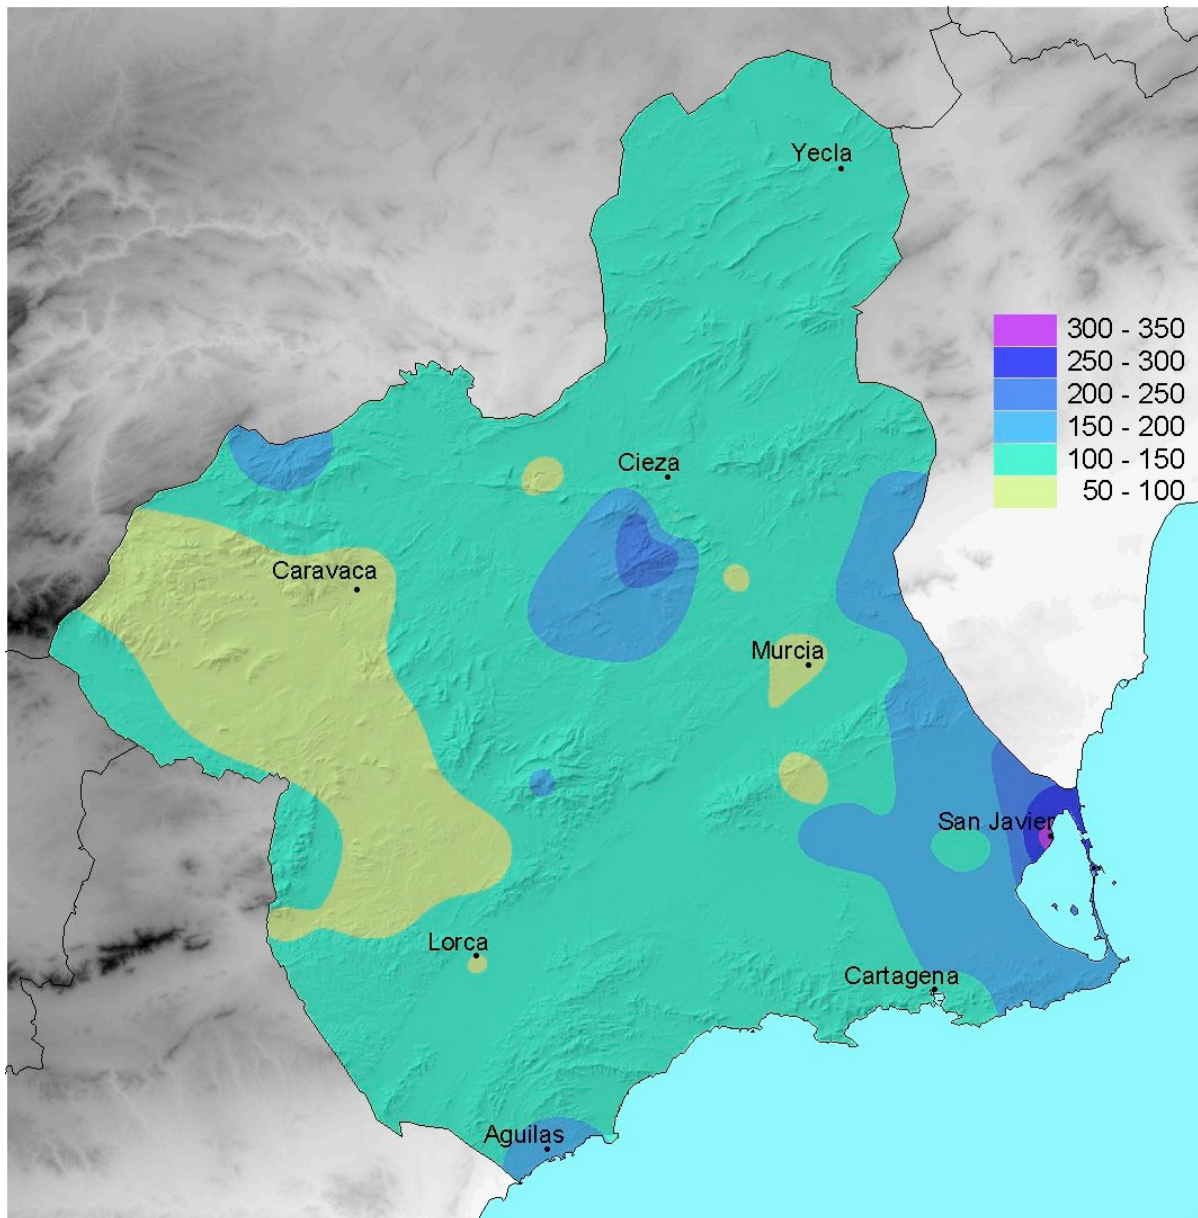 Yecla
300 - 350
250 - 300
200 - 250
150 - 200
100 - 150
50 - 100
Cieza
Caravaca
Murcia
San Javier
Lorca
Cartagena
Aguilas